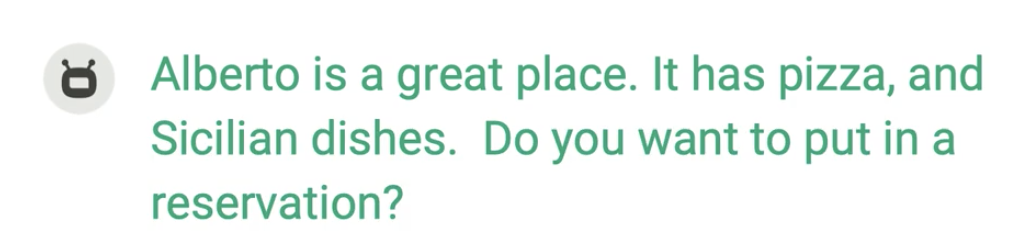 Alberto is a great place. It has pizza, and
Sicilian dishes.  Do you want to put in a
reservation?